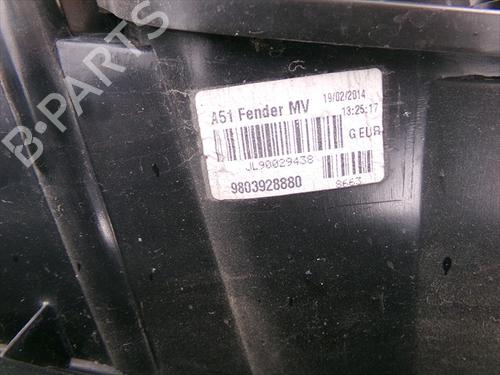 B-PARTS
A51 Fender MV 19/02/2014
13:25:17
G EUR
JL90029438
9803928880 8663